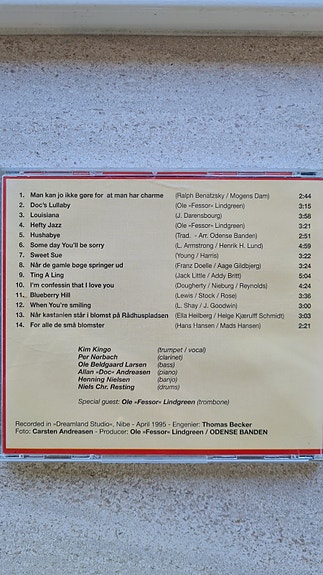 1. Man kan jo ikke gøre for at man har charme (Ralph Benatzsky / Mogens Dam) 2:44
2. Doc's Lullaby (Ole »Fessor« Lindgreen) 3:15
3. Louisiana (J. Darensbourg) 3:58
4. Hefty Jazz (Ole »Fessor« Lindgreen) 3:21
5. Hushabye (Trad. - Arr. Odense Banden) 2:51
6. Some day You'll be sorry (L. Armstrong / Henrik H. Lund) 4:59
7. Sweet Sue (Young / Harris) 3:22
8. Når de gamle bøge springer ud (Franz Doelle / Aage Gildbjerg) 3:24
9. Ting A Ling (Jack Little / Addy Britt) 5:04
10. I'm confessin that I love you (Dougherty / Nieburg / Reynolds) 4:24
11. Blueberry Hill (Lewis / Stock / Rose) 3:36
12. When You're smiling (L. Shay / J. Goodwin) 3:00
13. Når kastanien står i blomst på Rådhuspladsen (Ella Heilberg / Helge Kjærulff Schmidt) 3:03
14. For alle de små blomster (Hans Hansen / Mads Hansen) 2:21
Kim Kingo (trumpet / vocal)
Per Nørbach (clarinet)
Ole Beldgaard Larsen (bass)
Allan »Doc« Andreasen (piano)
Henning Nielsen (banjo)
Niels Chr. Resting (drums)
Special guest: Ole »Fessor« Lindgreen (trombone)
Recorded in »Dreamland Studio«, Nibe - April 1995 - Engenier: Thomas Becker
Foto: Carsten Andreasen - Producer: Ole »Fessor« Lindgreen / ODENSE BANDEN